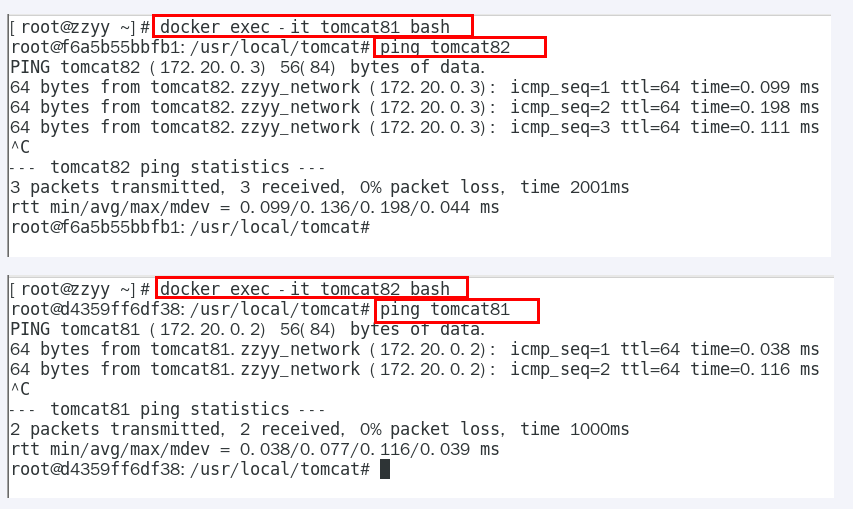 [root@zzyy ~]# docker exec -it tomcat81 bash
root@f6a5b55bbfb1:/usr/local/tomcat# ping tomcat82
PING tomcat82 (172.20.0.3) 56(84) bytes of data.
64 bytes from tomcat82.zzyy_network (172.20.0.3): icmp_seq=1 ttl=64 time=0.099 ms
64 bytes from tomcat82.zzyy_network (172.20.0.3): icmp_seq=2 ttl=64 time=0.198 ms
64 bytes from tomcat82.zzyy_network (172.20.0.3): icmp_seq=3 ttl=64 time=0.111 ms
^C
--- tomcat82 ping statistics ---
3 packets transmitted, 3 received, 0% packet loss, time 2001ms
rtt min/avg/max/mdev = 0.099/0.136/0.198/0.044 ms
root@f6a5b55bbfb1:/usr/local/tomcat#
[root@zzyy ~]# docker exec -it tomcat82 bash
root@d4359ff6df38:/usr/local/tomcat# ping tomcat81
PING tomcat81 (172.20.0.2) 56(84) bytes of data.
64 bytes from tomcat81.zzyy_network (172.20.0.2): icmp_seq=1 ttl=64 time=0.038 ms
64 bytes from tomcat81.zzyy_network (172.20.0.2): icmp_seq=2 ttl=64 time=0.116 ms
^C
--- tomcat81 ping statistics ---
2 packets transmitted, 2 received, 0% packet loss, time 1000ms
rtt min/avg/max/mdev = 0.038/0.077/0.116/0.039 ms
root@d4359ff6df38:/usr/local/tomcat#